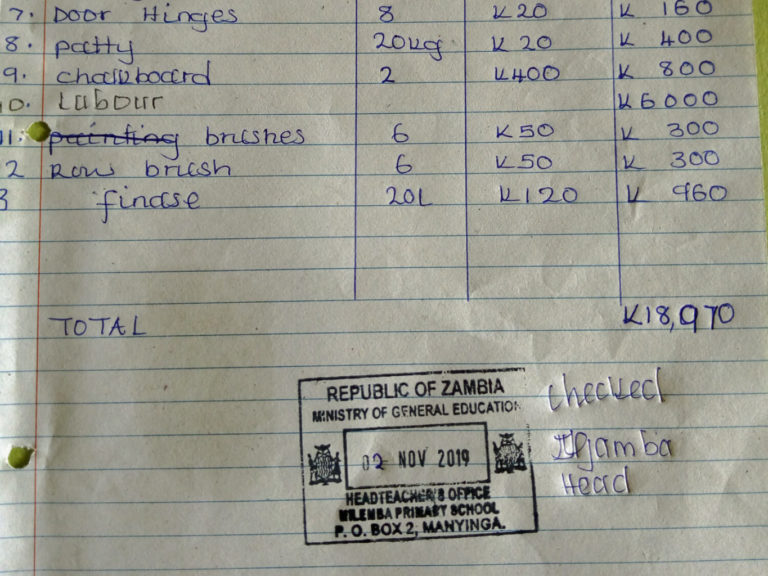 7. Door Hinges 8 K20 K 160
8. patty 20Kg K 20 K 400
9. chalkboard 2 K400 K 800
10. Labour K6000
11. painting brushes 6 K50 K 300
12 Row brush 6 K50 K 300
3 finase 20L K120 K 960
TOTAL K18,970
REPUBLIC OF ZAMBIA
MINISTRY OF GENERAL EDUCATION
02 NOV 2019
HEADTEACHER'S OFFICE
MILEMBA PRIMARY SCHOOL
P. O. BOX 2, MANYINGA.
checked
Head